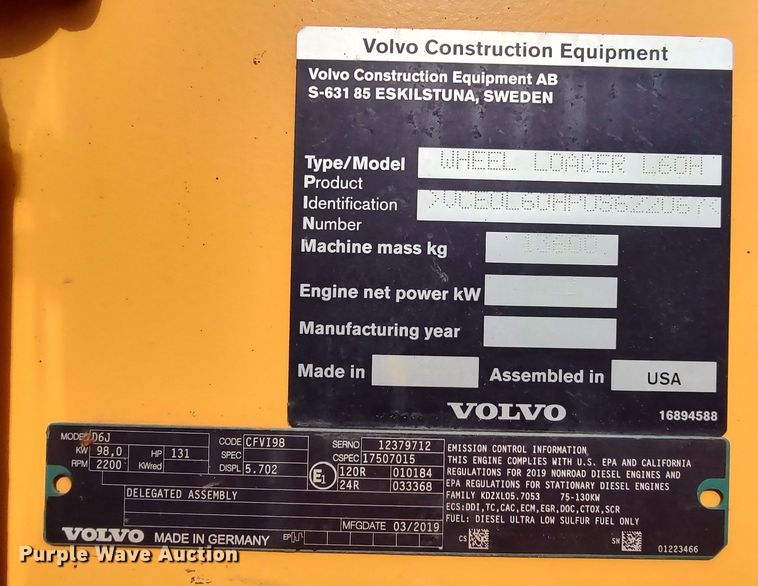 Volvo Construction Equipment
Volvo Construction Equipment AB
S-631 85 ESKILSTUNA, SWEDEN
Type/Model WHEEL LOADER L60H
Product
Identification
Number
Machine mass kg
Engine net power kW
Manufacturing year
Made in Assembled in USA
VOLVO 16894588
MODEL D6J CODE CFVI98 SERNO 12379712
KW 98,0 HP 131 SPEC CSPEC 17507015
RPM 2200 KWred DISPL 5.702 E1 120R 010184
24R 033368
DELEGATED ASSEMBLY
MFGDATE 03/2019
VOLVO MADE IN GERMANY EP
EMISSION CONTROL INFORMATION
THIS ENGINE COMPLIES WITH U.S. EPA AND CALIFORNIA
REGULATIONS FOR 2019 NONROAD DIESEL ENGINES AND
EPA REGULATIONS FOR STATIONARY DIESEL ENGINES
FAMILY KDZXL05.7053 75-130KW
ECS:DDI,TC,CAC,ECM,EGR,DOC,CTOX,SCR
FUEL: DIESEL ULTRA LOW SULFUR FUEL ONLY
CS SN 01223466
Purple Wave Auction